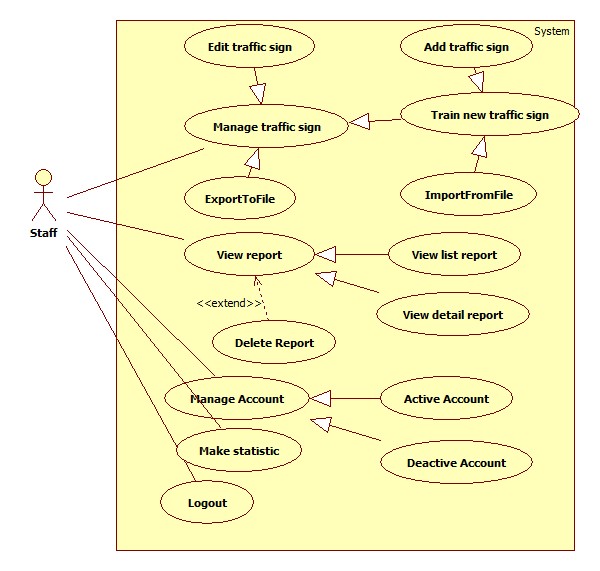 System
Edit traffic sign
Add traffic sign
Manage traffic sign
Train new traffic sign
ExportToFile
ImportFromFile
Staff
View report
View list report
<<extend>>
View detail report
Delete Report
Manage Account
Active Account
Make statistic
Deactive Account
Logout